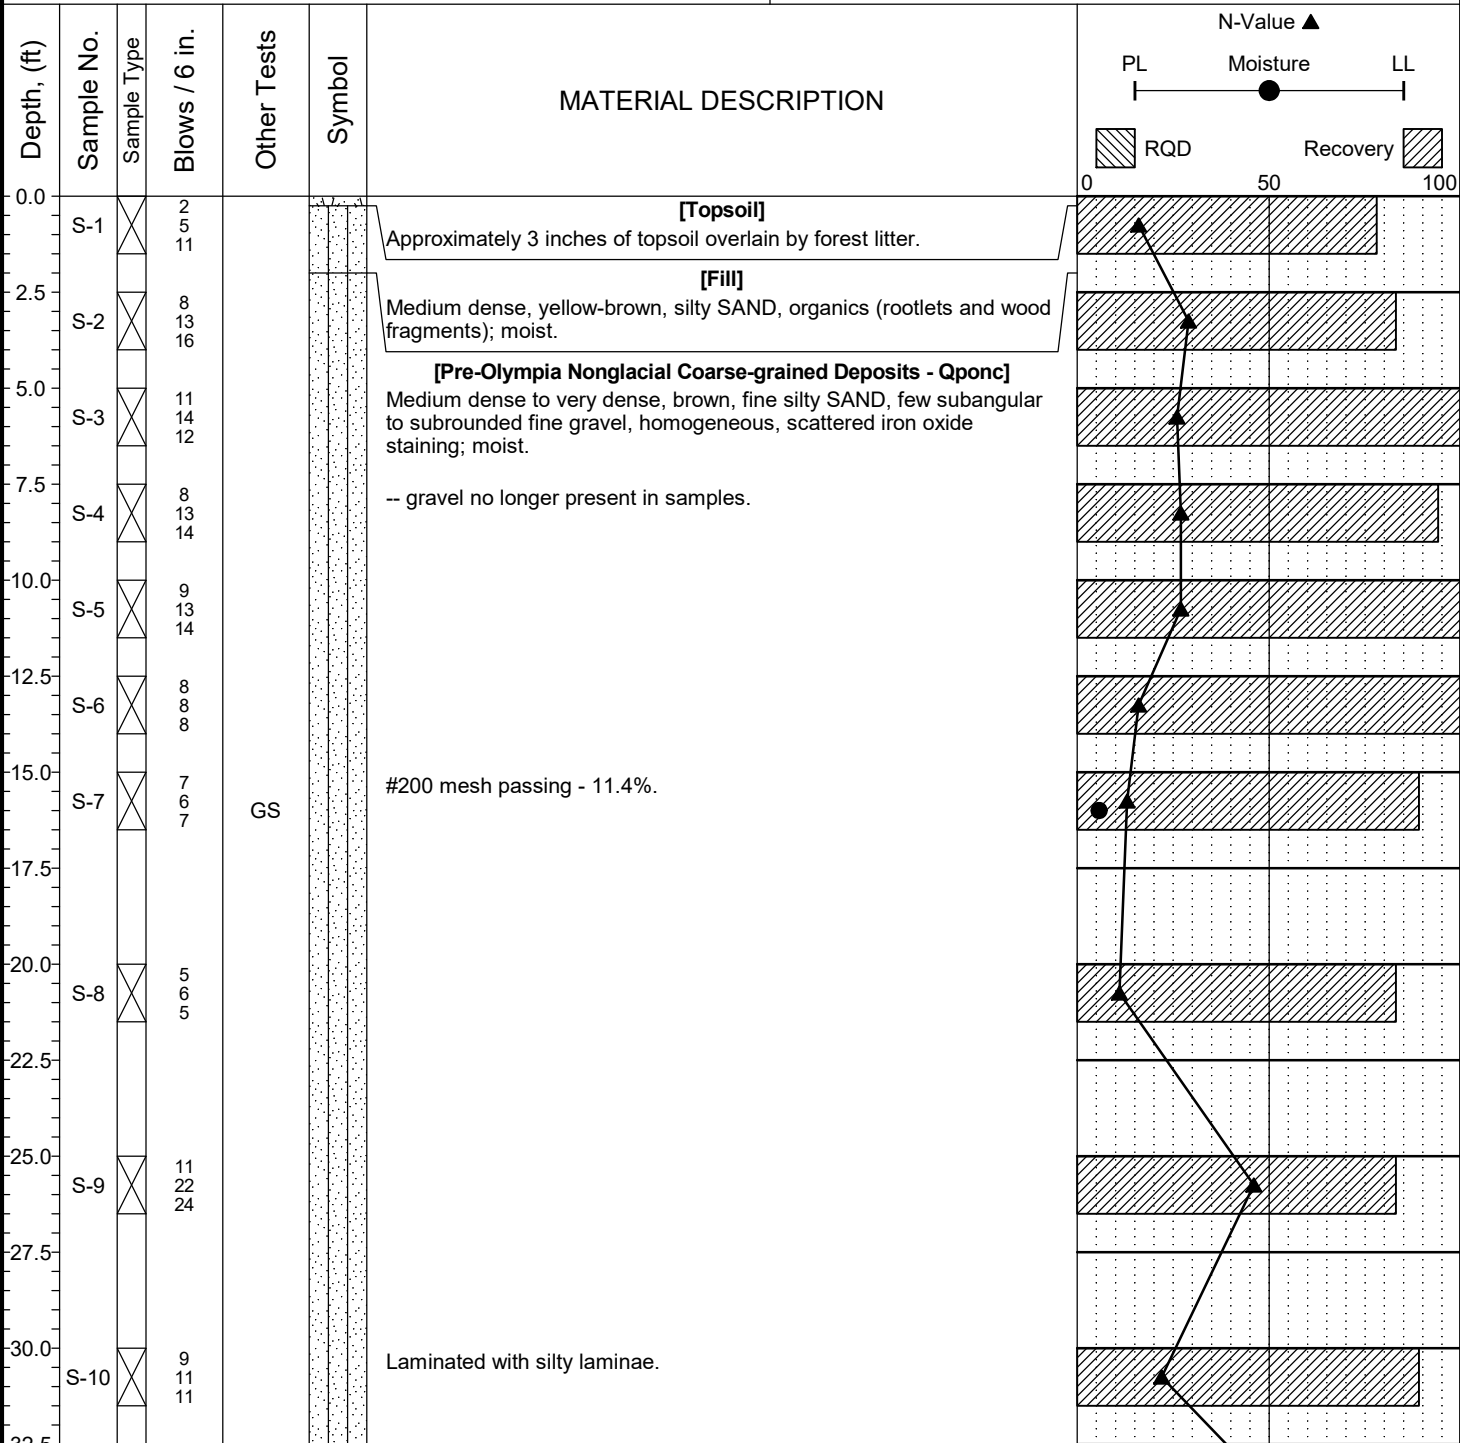 N-Value
PL Moisture LL
RQD Recovery
0 50 100
Depth, (ft)
Sample No.
Sample Type
Blows / 6 in.
Other Tests
Symbol
MATERIAL DESCRIPTION
0.0
S-1
2
5
11
[Topsoil]
Approximately 3 inches of topsoil overlain by forest litter.
[Fill]
2.5
S-2
8
13
16
Medium dense, yellow-brown, silty SAND, organics (rootlets and wood
fragments); moist.
[Pre-Olympia Nonglacial Coarse-grained Deposits - Qponc]
5.0
S-3
11
14
12
Medium dense to very dense, brown, fine silty SAND, few subangular
to subrounded fine gravel, homogeneous, scattered iron oxide
staining; moist.
7.5
S-4
8
13
14
-- gravel no longer present in samples.
10.0
S-5
9
13
14
12.5
S-6
8
8
8
15.0
S-7
7
6
7
GS
#200 mesh passing - 11.4%.
17.5
20.0
S-8
5
6
5
22.5
25.0
S-9
11
22
24
27.5
30.0
S-10
9
11
11
Laminated with silty laminae.
32.5